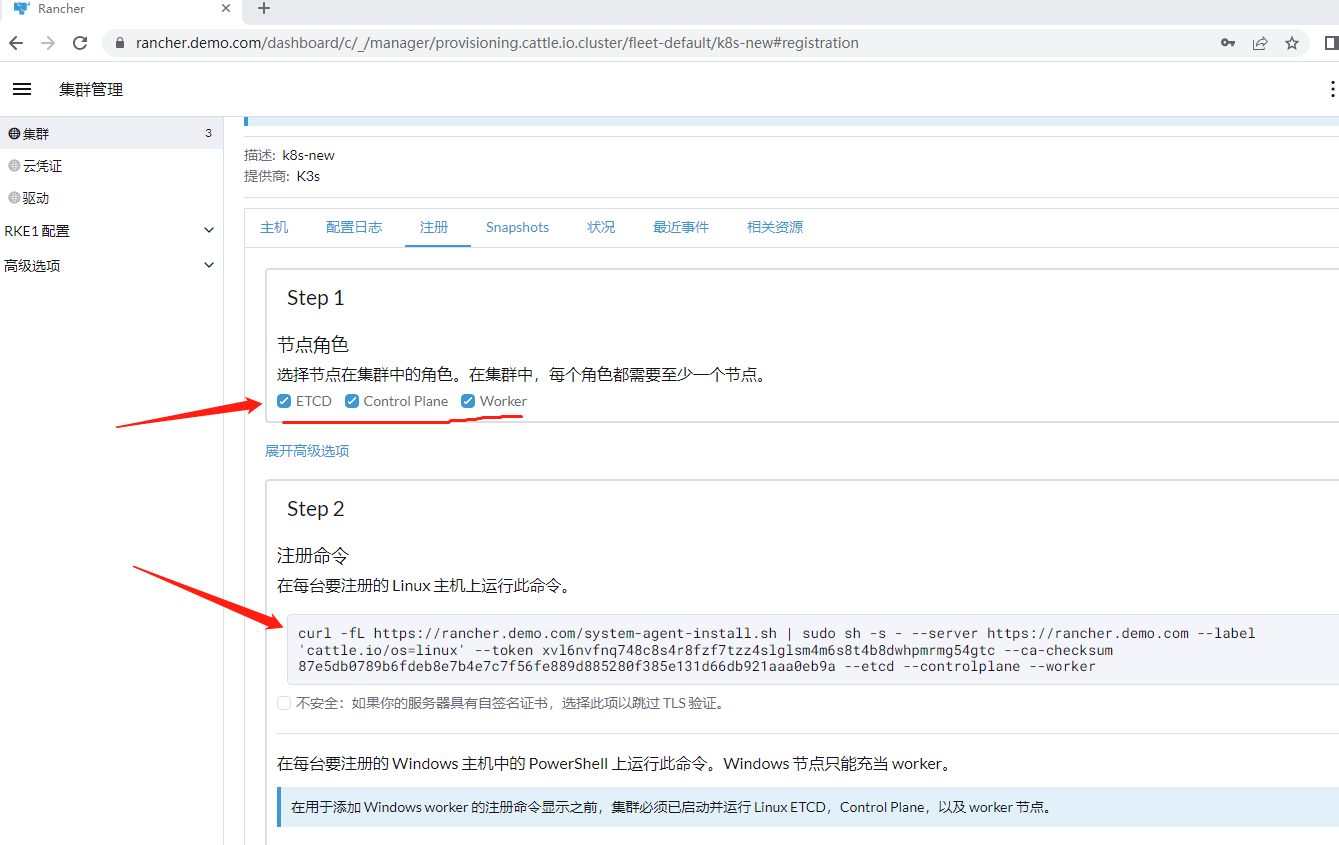 Rancher
rancher.demo.com/dashboard/c/_/manager/provisioning.cattle.io.cluster/fleet-default/k8s-new#registration
集群管理
集群 3
云凭证
驱动
RKE1 配置
高级选项
描述: k8s-new
提供商: K3s
主机 配置日志 注册 Snapshots 状况 最近事件 相关资源
Step 1
节点角色
选择节点在集群中的角色。在集群中，每个角色都需要至少一个节点。
ETCD Control Plane Worker
展开高级选项
Step 2
注册命令
在每台要注册的 Linux 主机上运行此命令。
curl -fL https://rancher.demo.com/system-agent-install.sh | sudo sh -s - --server https://rancher.demo.com --label
'cattle.io/os=linux' --token xvl6nvfnq748c8s4r8fzf7tzz4slglsm4m6s8t4b8dwhpmrmg54gtc --ca-checksum
87e5db0789b6fdeb8e7b4e7c7f56fe889d885280f385e131d66db921aaa0eb9a --etcd --controlplane --worker
不安全：如果你的服务器具有自签名证书，选择此项以跳过 TLS 验证。
在每台要注册的 Windows 主机中的 PowerShell 上运行此命令。Windows 节点只能充当 worker。
在用于添加 Windows worker 的注册命令显示之前，集群必须已启动并运行 Linux ETCD，Control Plane，以及 worker 节点。